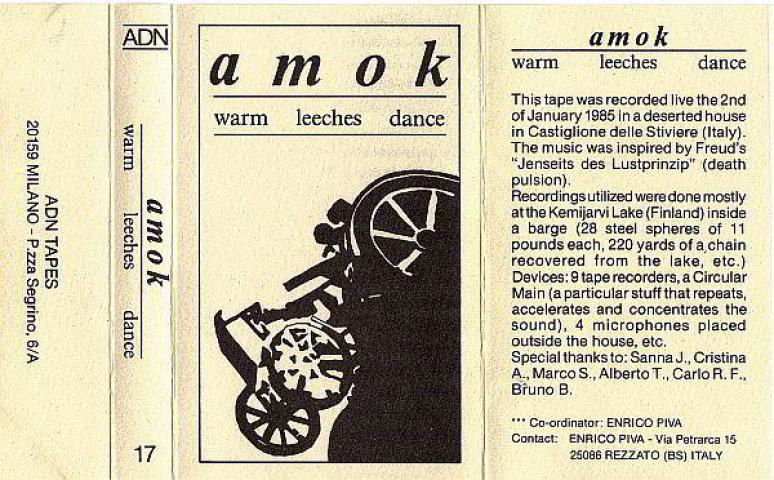 ADN TAPES
20159 MILANO - P.zza Segrino, 6/A
ADN
amok
warm leeches dance
17
amok
warm leeches dance
amok
warm leeches dance
This tape was recorded live the 2nd
of January 1985 in a deserted house
in Castiglione delle Stiviere (Italy).
The music was inspired by Freud's
"Jenseits des Lustprinzip" (death
pulsion).
Recordings utilized were done mostly
at the Kemijarvi Lake (Finland) inside
a barge (28 steel spheres of 11
pounds each, 220 yards of a chain
recovered from the lake, etc.)
Devices: 9 tape recorders, a Circular
Main (a particular stuff that repeats,
accelerates and concentrates the
sound), 4 microphones placed
outside the house, etc.
Special thanks to: Sanna J., Cristina
A., Marco S., Alberto T., Carlo R. F.,
Bruno B.
*** Co-ordinator: ENRICO PIVA
Contact: ENRICO PIVA - Via Petrarca 15
25086 REZZATO (BS) ITALY